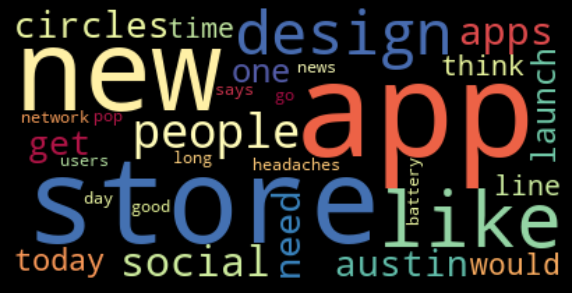 circles time design apps
new one news think launch
says go app
network pop people
get users long headaches
store like line
day good need battery
today social austin would